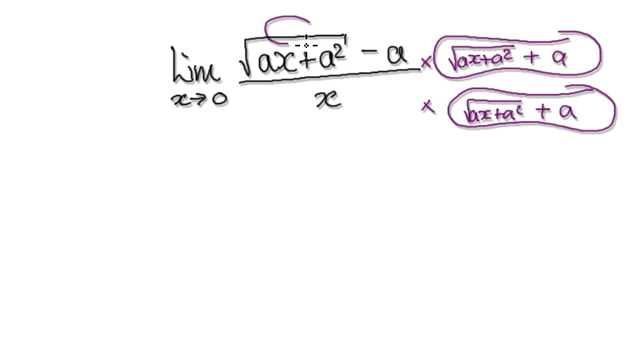 lim x→0 (√(ax+a²) − a)/x × (√(ax+a²) + a)
× (√(ax+a²) + a)